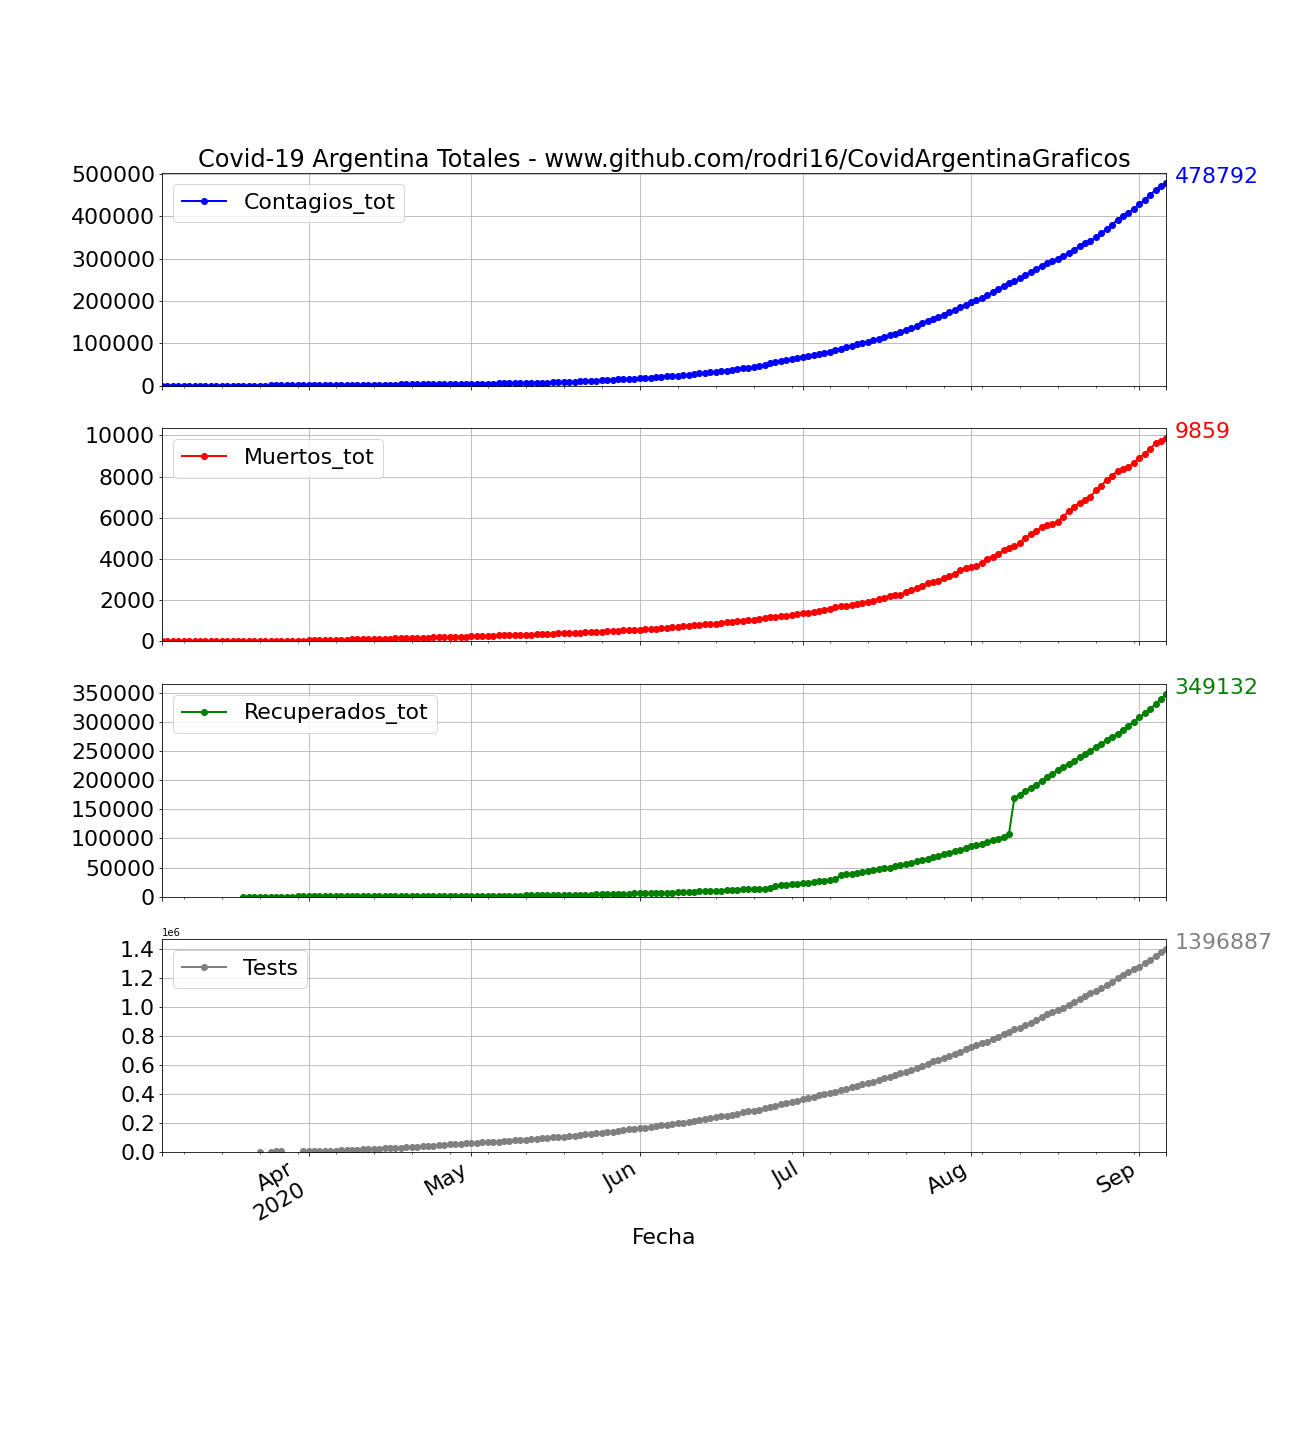 Covid-19 Argentina Totales - www.github.com/rodri16/CovidArgentinaGraficos
500000
400000
300000
200000
100000
0
Contagios_tot
478792
10000
8000
6000
4000
2000
0
Muertos_tot
9859
350000
300000
250000
200000
150000
100000
50000
0
Recuperados_tot
349132
1e6
1.4
1.2
1.0
0.8
0.6
0.4
0.2
0.0
Tests
1396887
Apr
2020
May
Jun
Jul
Aug
Sep
Fecha